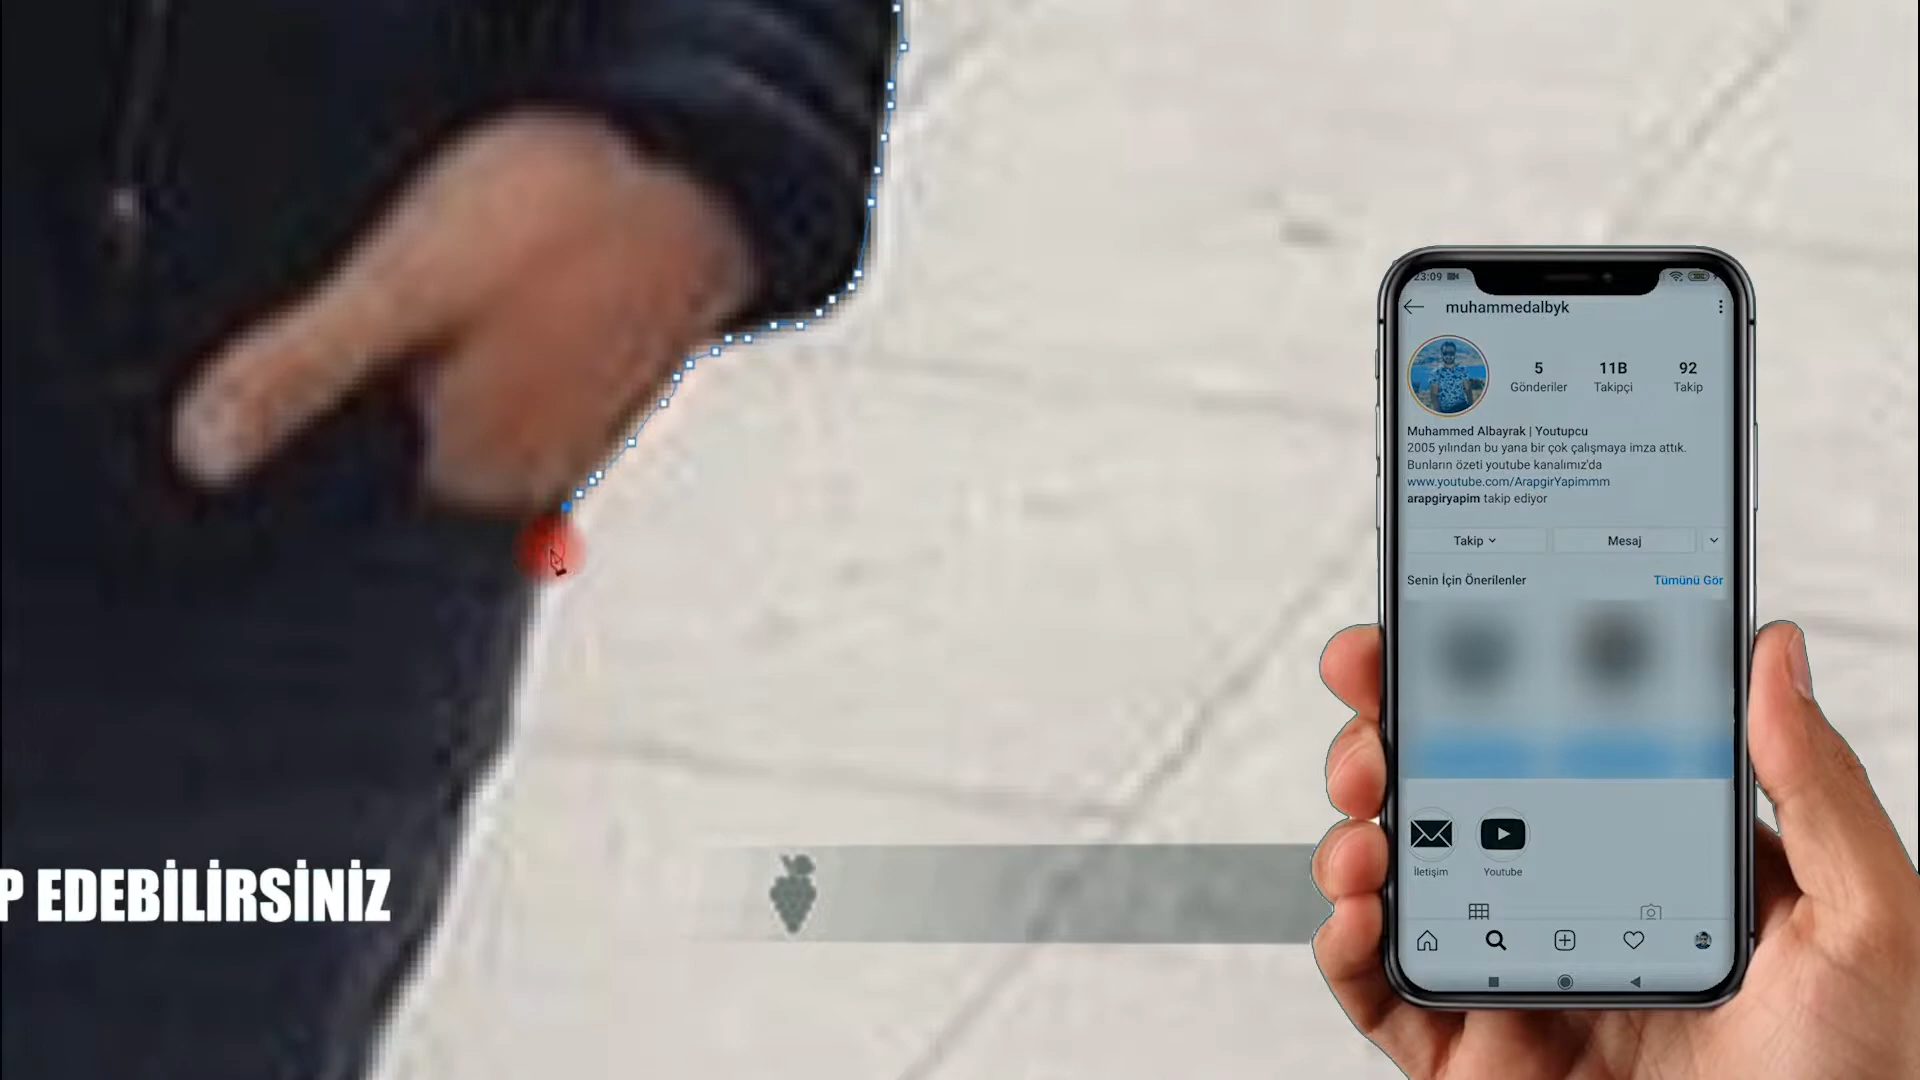 23:09
muhammedalbyk
5 11B 92
Gönderiler Takipçi Takip
Muhammed Albayrak | Youtupcu
2005 yılından bu yana bir çok çalışmaya imza attık.
Bunların özeti youtube kanalımız'da
www.youtube.com/ArapgirYapimmm
arapgiryapim takip ediyor
Takip Mesaj
Senin İçin Önerilenler Tümünü Gör
İletişim Youtube
P EDEBİLİRSİNİZ